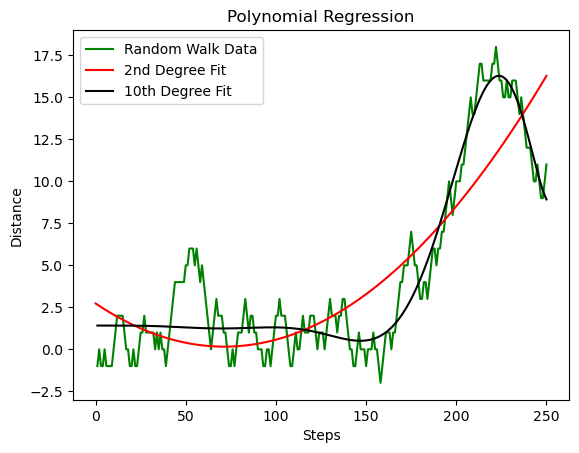 Polynomial Regression
Random Walk Data
2nd Degree Fit
10th Degree Fit
17.5
15.0
12.5
10.0
7.5
5.0
2.5
0.0
−2.5
Distance
0 50 100 150 200 250
Steps